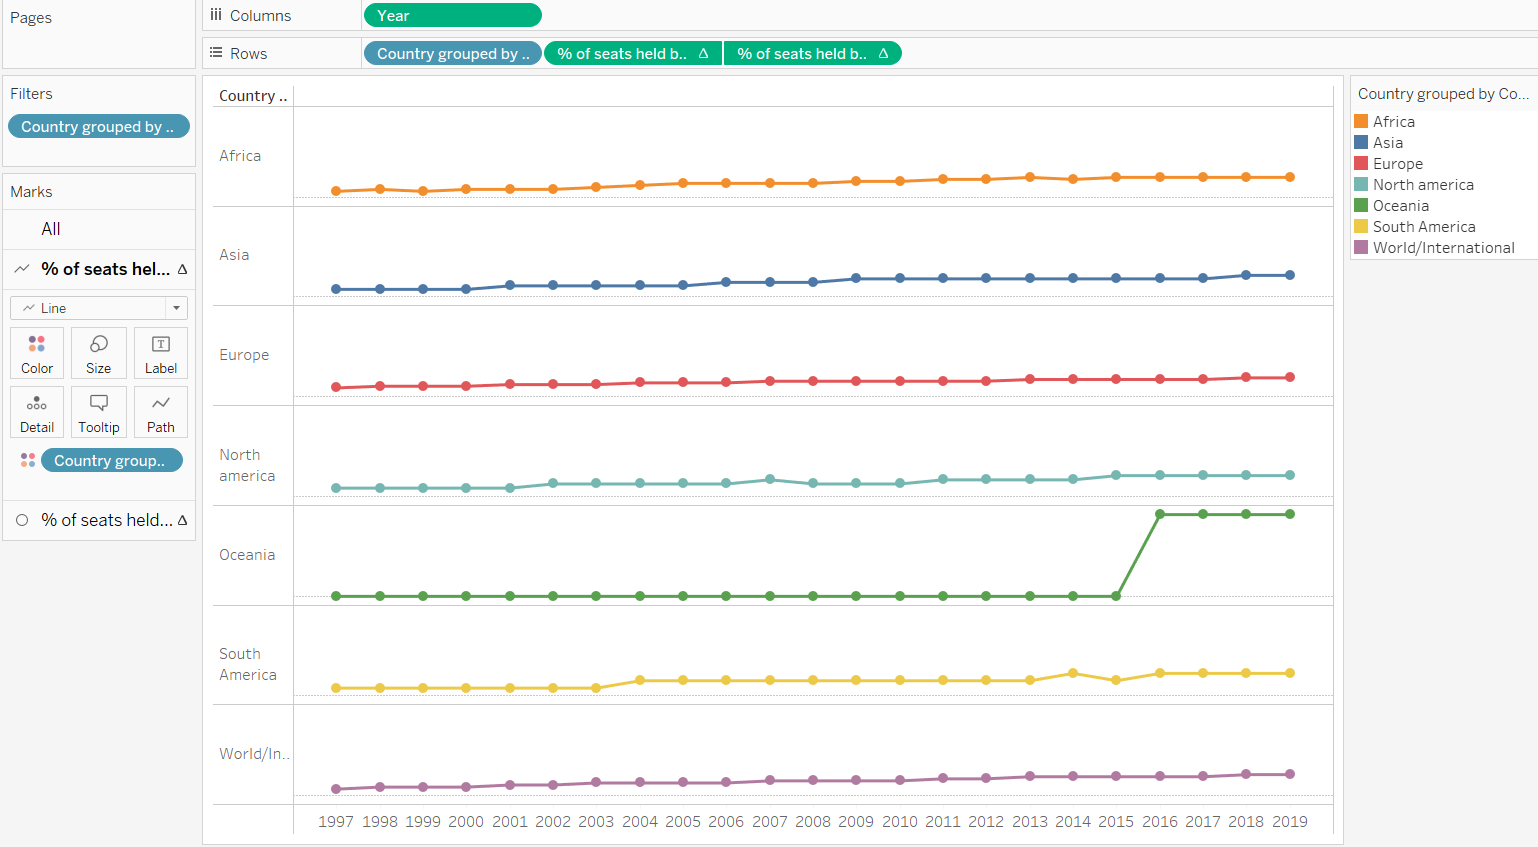 Pages
Columns
Year
Rows
Country grouped by ..
% of seats held b.. Δ
% of seats held b.. Δ
Filters
Country grouped by ..
Marks
All
% of seats hel... Δ
Line
Color
Size
T
Label
Detail
Tooltip
Path
Country group..
% of seats held... Δ
Country ..
Africa
Asia
Europe
North
america
Oceania
South
America
World/In..
1997 1998 1999 2000 2001 2002 2003 2004 2005 2006 2007 2008 2009 2010 2011 2012 2013 2014 2015 2016 2017 2018 2019
Country grouped by Co...
Africa
Asia
Europe
North america
Oceania
South America
World/International